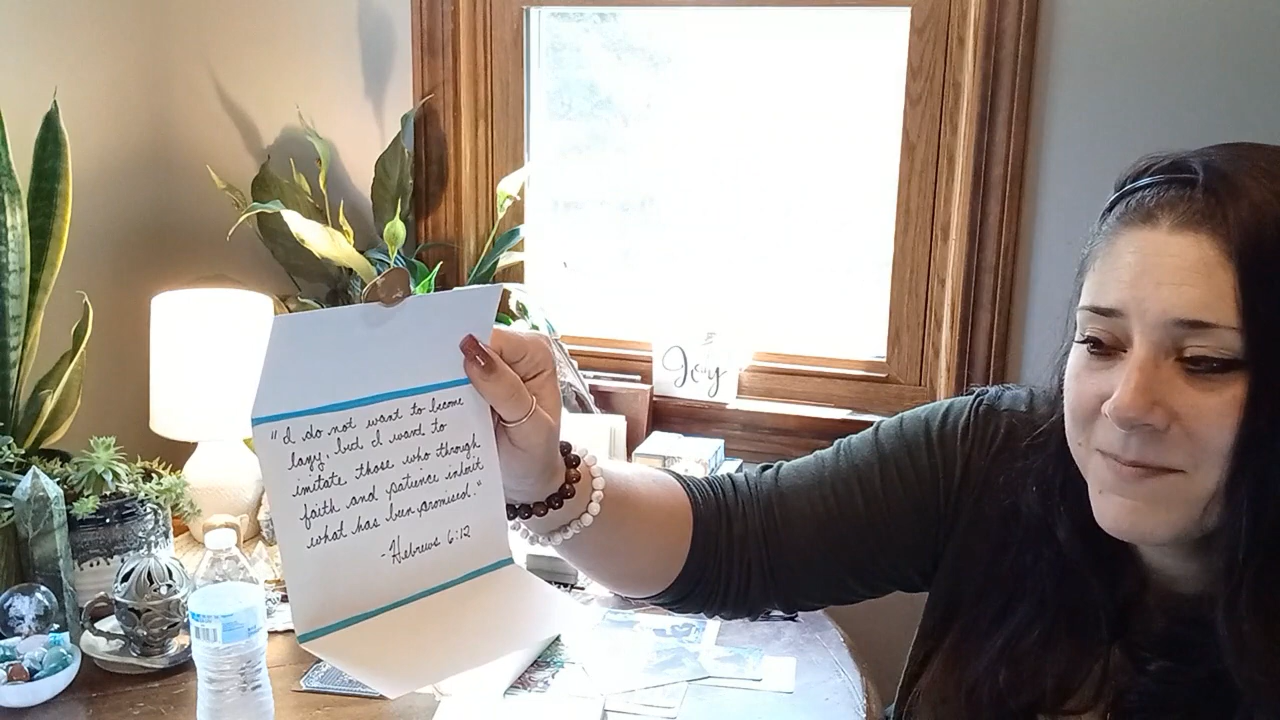 Joy
"I do not want to become
lazy, but I want to
imitate those who through
faith and patience inherit
what has been promised."
-Hebrews 6:12